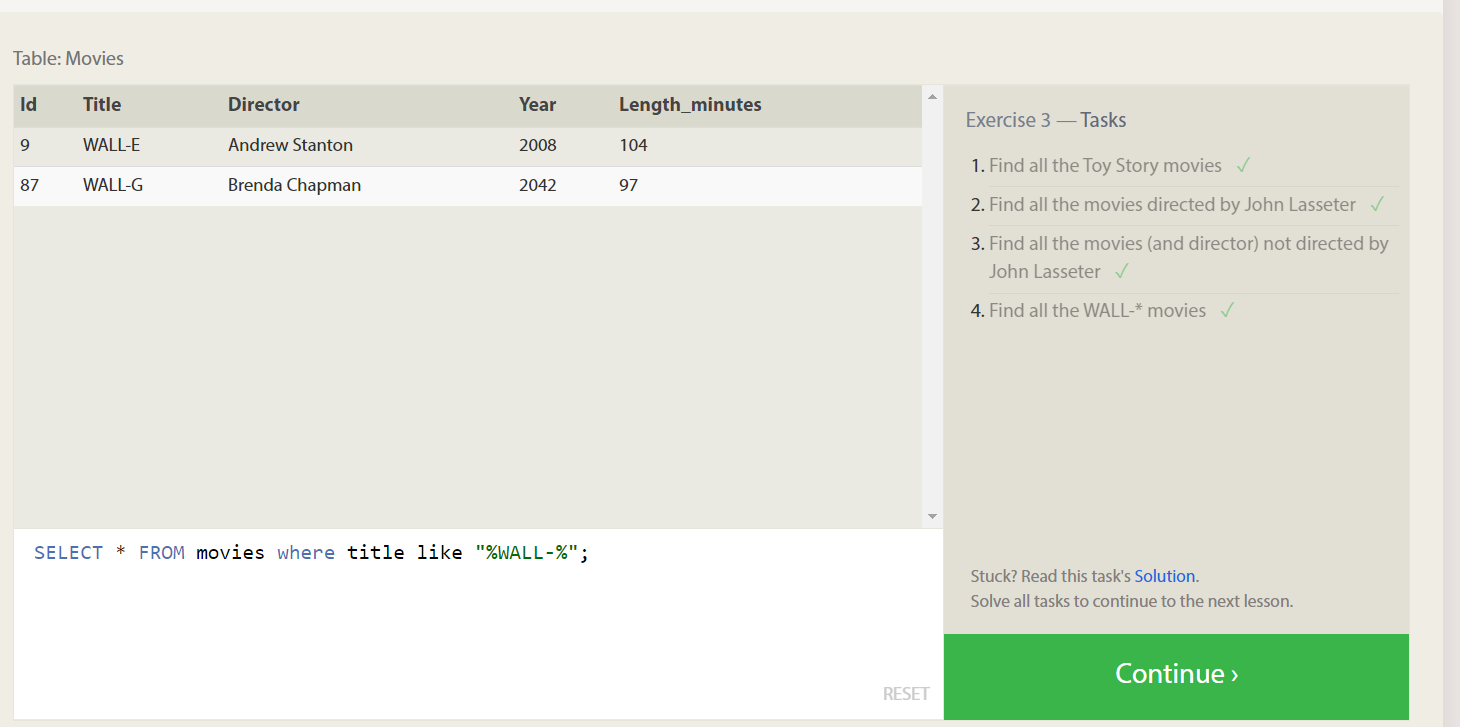 Table: Movies
Id Title Director Year Length_minutes
9 WALL-E Andrew Stanton 2008 104
87 WALL-G Brenda Chapman 2042 97
SELECT * FROM movies where title like "%WALL-%";
RESET
Exercise 3 — Tasks
1. Find all the Toy Story movies ✓
2. Find all the movies directed by John Lasseter ✓
3. Find all the movies (and director) not directed by
John Lasseter ✓
4. Find all the WALL-* movies ✓
Stuck? Read this task's Solution.
Solve all tasks to continue to the next lesson.
Continue ›